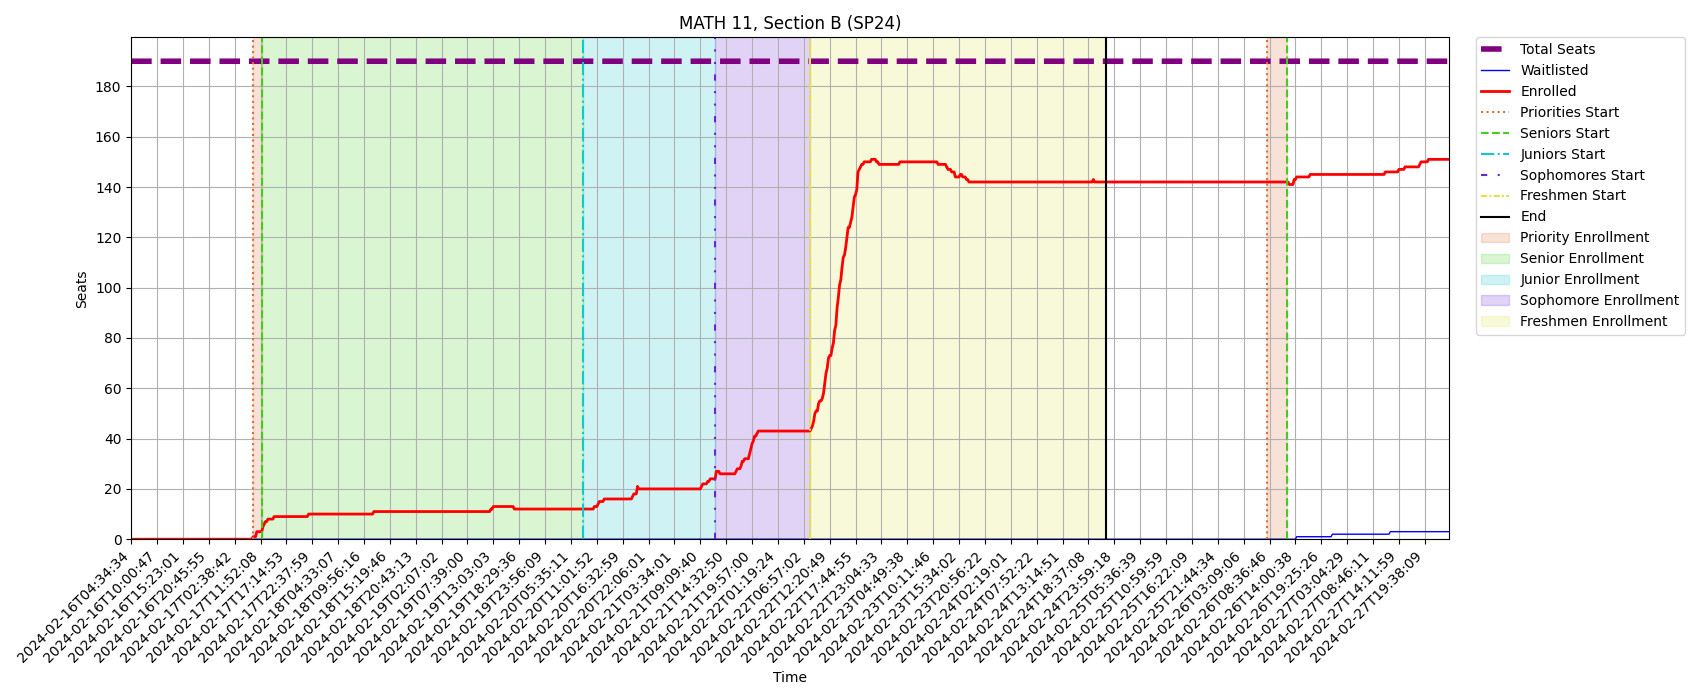 MATH 11, Section B (SP24)
Seats
180
160
140
120
100
80
60
40
20
0
2024-02-16T04:34:34
2024-02-16T10:00:47
2024-02-16T15:23:01
2024-02-16T20:45:55
2024-02-17T02:38:42
2024-02-17T11:52:08
2024-02-17T17:14:53
2024-02-17T22:37:59
2024-02-18T04:33:07
2024-02-18T09:56:16
2024-02-18T15:19:46
2024-02-18T20:43:13
2024-02-19T02:07:02
2024-02-19T07:39:00
2024-02-19T13:03:03
2024-02-19T18:29:36
2024-02-19T23:56:09
2024-02-20T05:35:11
2024-02-20T11:01:52
2024-02-20T16:32:59
2024-02-20T22:06:01
2024-02-21T03:34:01
2024-02-21T09:09:40
2024-02-21T14:32:50
2024-02-21T19:57:00
2024-02-22T01:19:24
2024-02-22T06:57:02
2024-02-22T12:20:49
2024-02-22T17:44:55
2024-02-22T23:04:33
2024-02-23T04:49:38
2024-02-23T10:11:46
2024-02-23T15:34:02
2024-02-23T20:56:22
2024-02-24T02:19:01
2024-02-24T07:52:22
2024-02-24T13:14:51
2024-02-24T18:37:08
2024-02-24T23:59:18
2024-02-25T05:36:39
2024-02-25T10:59:59
2024-02-25T16:22:09
2024-02-25T21:44:34
2024-02-26T03:09:06
2024-02-26T08:36:46
2024-02-26T14:00:38
2024-02-26T19:25:26
2024-02-27T03:04:29
2024-02-27T08:46:11
2024-02-27T14:11:59
2024-02-27T19:38:09
Time
Total Seats
Waitlisted
Enrolled
Priorities Start
Seniors Start
Juniors Start
Sophomores Start
Freshmen Start
End
Priority Enrollment
Senior Enrollment
Junior Enrollment
Sophomore Enrollment
Freshmen Enrollment